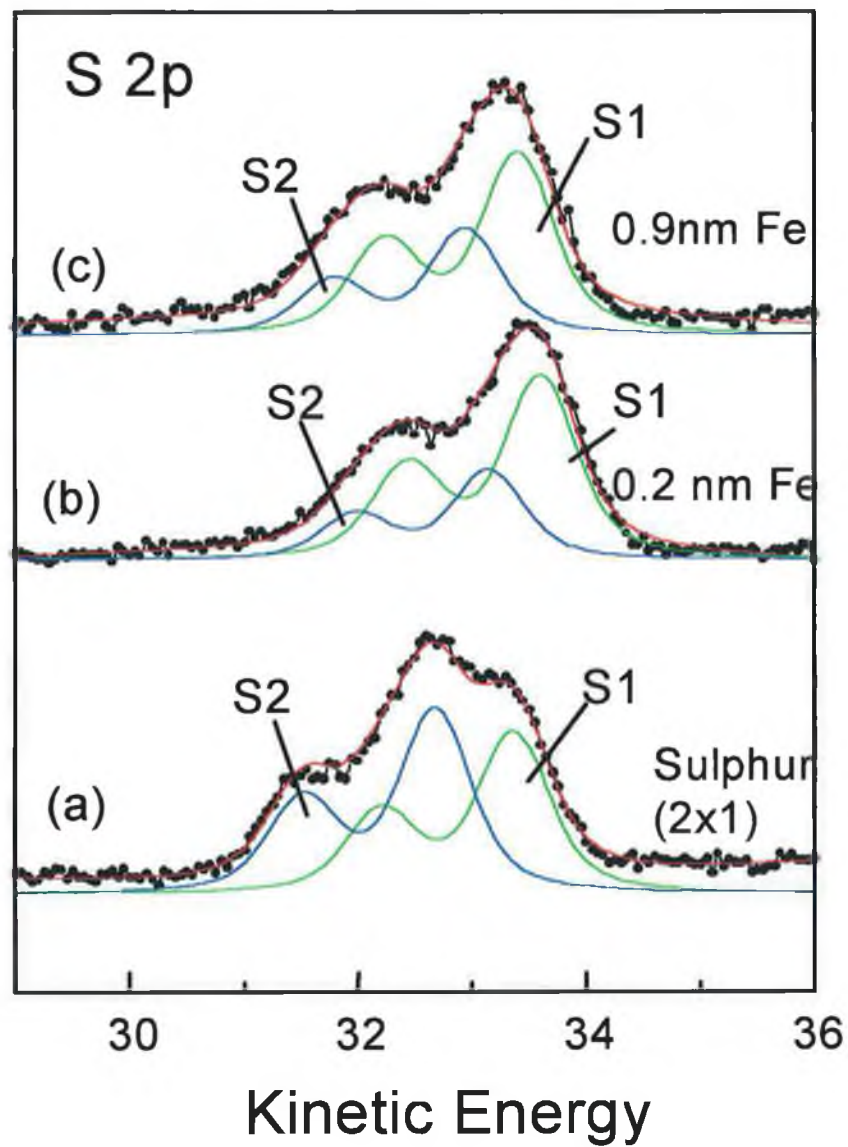 S 2p
S1
S2
0.9nm Fe
(c)
S2
S1
(b)
0.2 nm Fe
S2
S1
Sulphur
(a)
(2x1)
30 32 34 36
Kinetic Energy